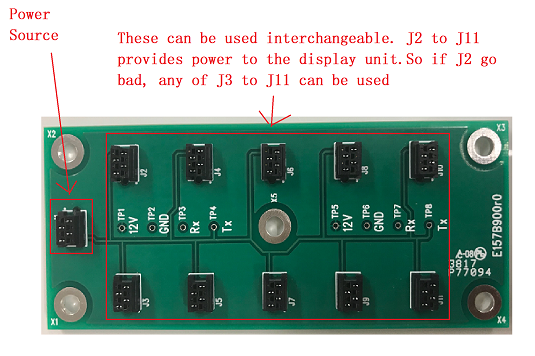 Power
Source
These can be used interchangeable. J2 to J11
provides power to the display unit.So if J2 go
bad, any of J3 to J11 can be used
X2
X3
J2
J4
J6
J8
J10
X5
TP1
12V
TP2
GND
TP3
Rx
TP4
Tx
TP5
12V
TP6
GND
TP7
Rx
TP8
Tx
E157B900r0
3817
P77094
J3
J5
J7
J9
J11
X1
X4